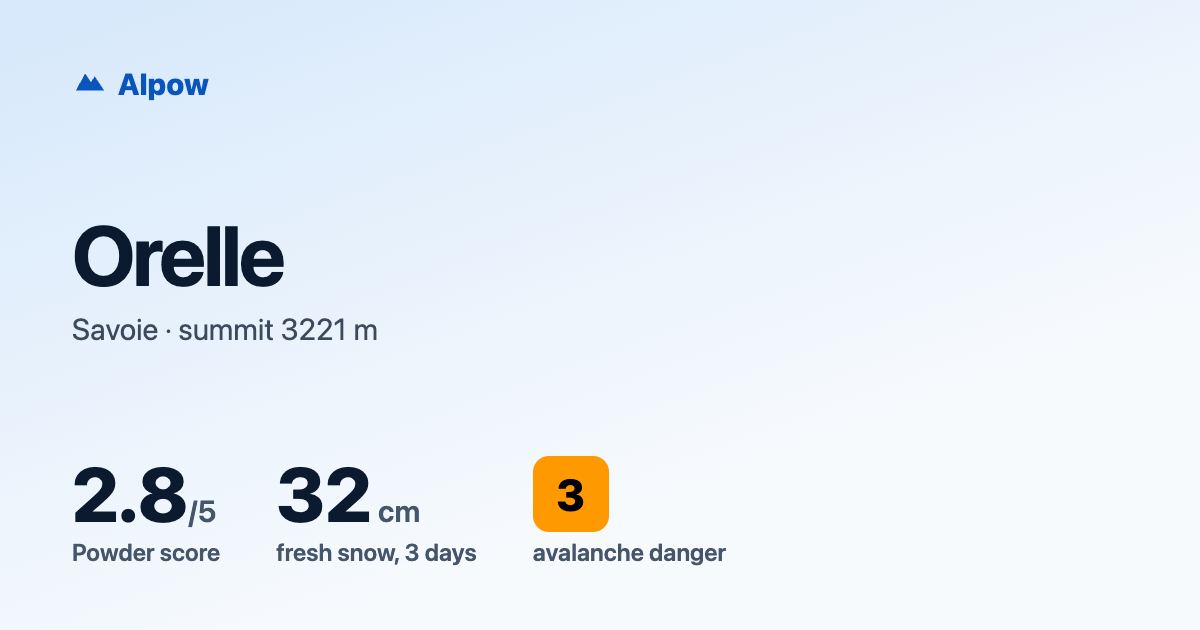 Alpow
Orelle
Savoie · summit 3221 m
2.8/5
Powder score
32 cm
fresh snow, 3 days
3
avalanche danger